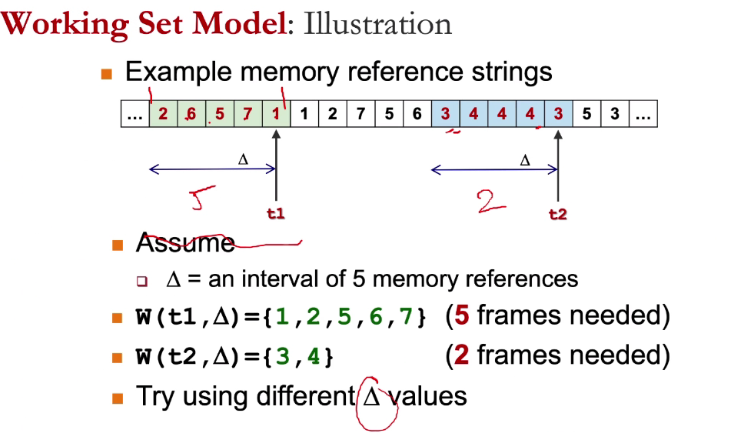 Working Set Model: Illustration
Example memory reference strings
... 2 6 5 7 1 1 2 7 5 6 3 4 4 4 3 5 3 ...
Δ Δ
5 2
t1 t2
Assume
Δ = an interval of 5 memory references
W(t1,Δ)={1,2,5,6,7} (5 frames needed)
W(t2,Δ)={3,4} (2 frames needed)
Try using different Δ values